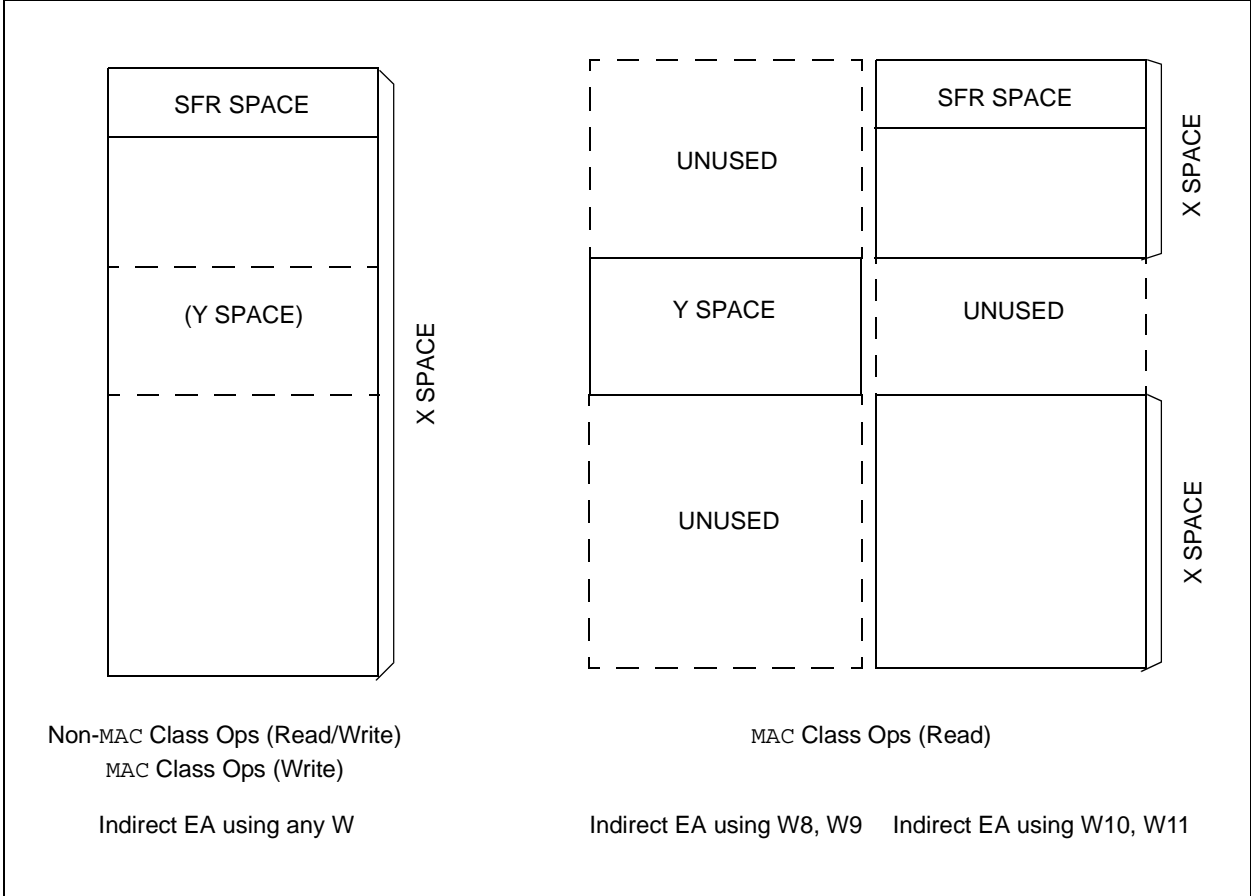 SFR SPACE
(Y SPACE)
X SPACE
Non-MAC Class Ops (Read/Write)
MAC Class Ops (Write)
Indirect EA using any W
UNUSED
Y SPACE
UNUSED
SFR SPACE
UNUSED
X SPACE
X SPACE
MAC Class Ops (Read)
Indirect EA using W8, W9
Indirect EA using W10, W11